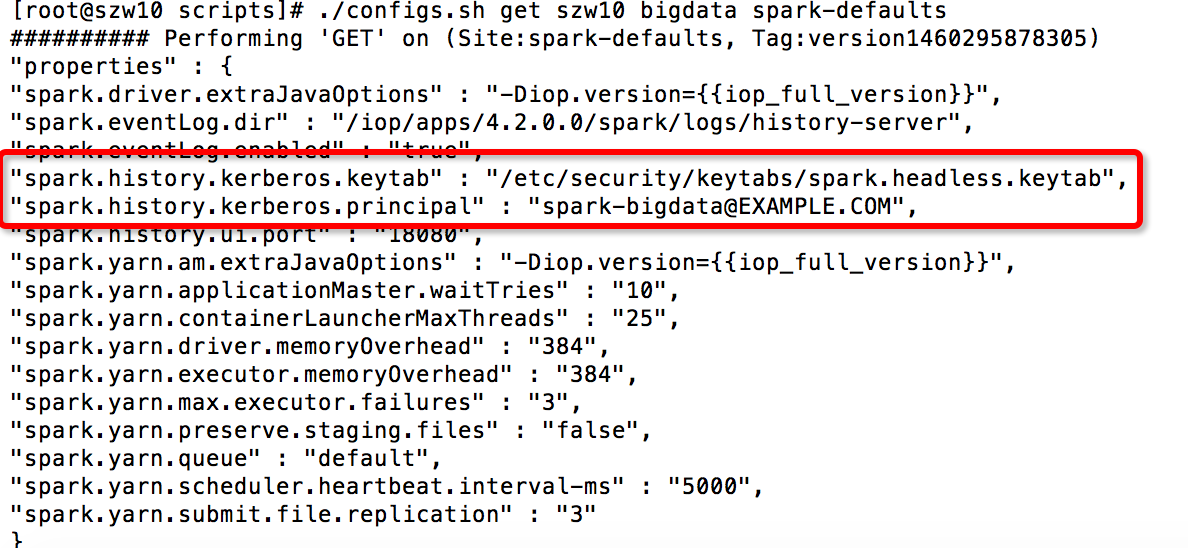 [root@szw10 scripts]# ./configs.sh get szw10 bigdata spark-defaults
########## Performing 'GET' on (Site:spark-defaults, Tag:version1460295878305)
"properties" : {
"spark.driver.extraJavaOptions" : "-Diop.version={{iop_full_version}}",
"spark.eventLog.dir" : "/iop/apps/4.2.0.0/spark/logs/history-server",
"spark.eventLog.enabled" : "true",
"spark.history.kerberos.keytab" : "/etc/security/keytabs/spark.headless.keytab",
"spark.history.kerberos.principal" : "spark-bigdata@EXAMPLE.COM",
"spark.history.ui.port" : "18080",
"spark.yarn.am.extraJavaOptions" : "-Diop.version={{iop_full_version}}",
"spark.yarn.applicationMaster.waitTries" : "10",
"spark.yarn.containerLauncherMaxThreads" : "25",
"spark.yarn.driver.memoryOverhead" : "384",
"spark.yarn.executor.memoryOverhead" : "384",
"spark.yarn.max.executor.failures" : "3",
"spark.yarn.preserve.staging.files" : "false",
"spark.yarn.queue" : "default",
"spark.yarn.scheduler.heartbeat.interval-ms" : "5000",
"spark.yarn.submit.file.replication" : "3"
}